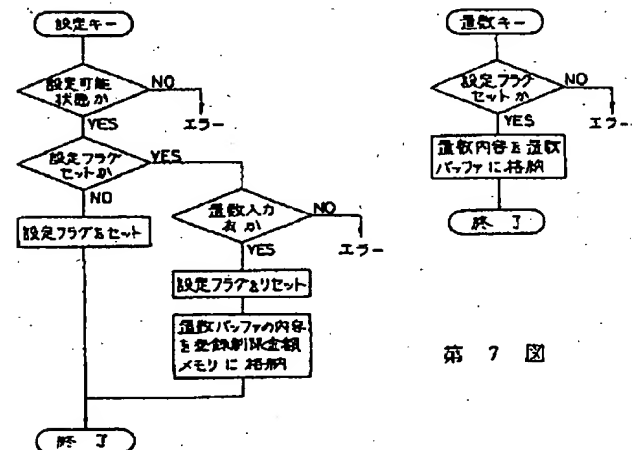 設定キー
設定可能
状態か
NO
エラー
YES
設定フラグ
セットか
YES
NO
設定フラグをセット
置数入力
有か
NO
エラー
YES
設定フラグをリセット
置数バッファの内容
を登録制限金額
メモリに格納
終了
置数キー
設定フラグ
セットか
NO
エラー
YES
置数内容を置数
バッファに格納
終了
第7図